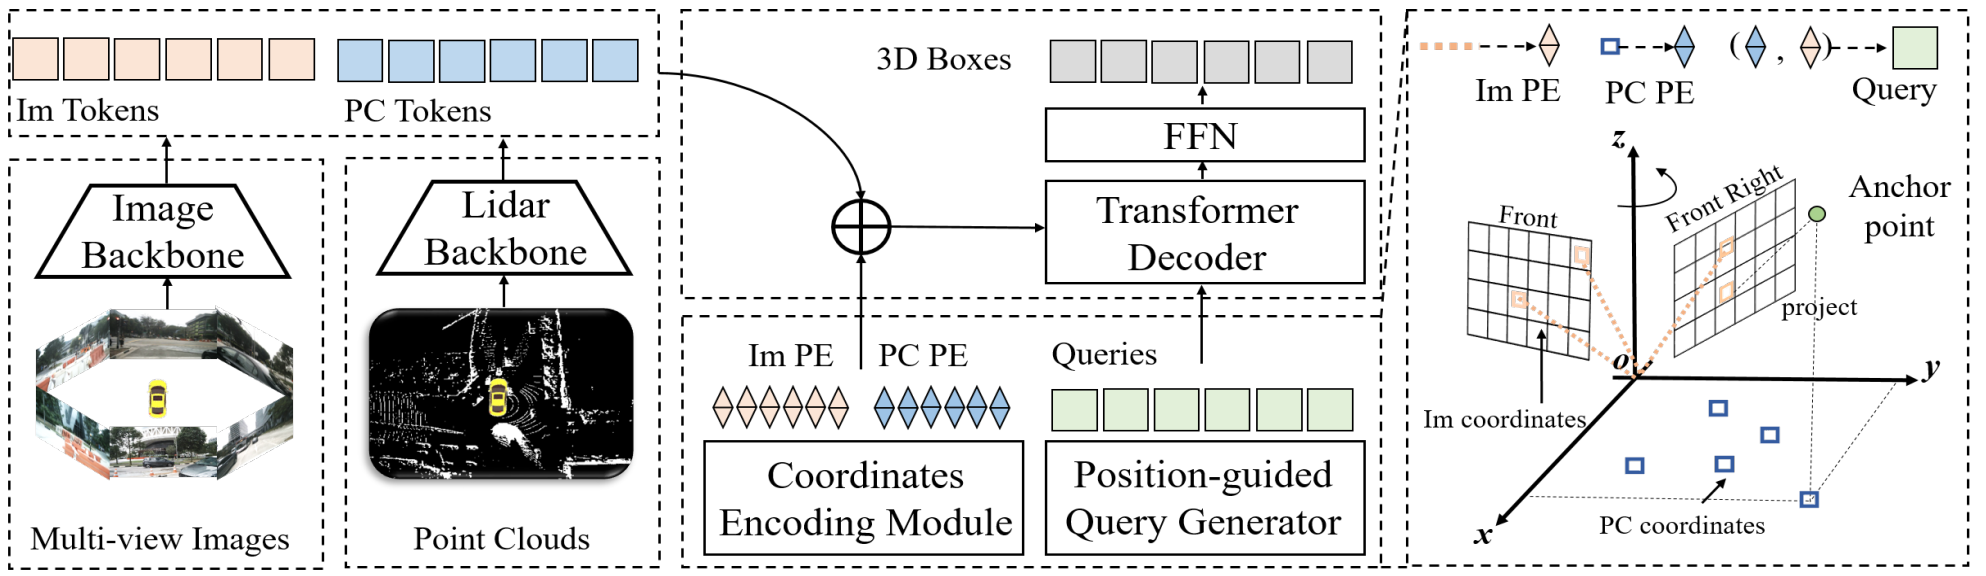 Im Tokens
PC Tokens
Image
Backbone
Lidar
Backbone
Multi-view Images
Point Clouds
3D Boxes
FFN
Transformer
Decoder
Im PE
PC PE
Queries
Coordinates
Encoding Module
Position-guided
Query Generator
Im PE
PC PE
( , )
Query
z
Front
Front Right
Anchor
point
project
o
y
Im coordinates
PC coordinates
x